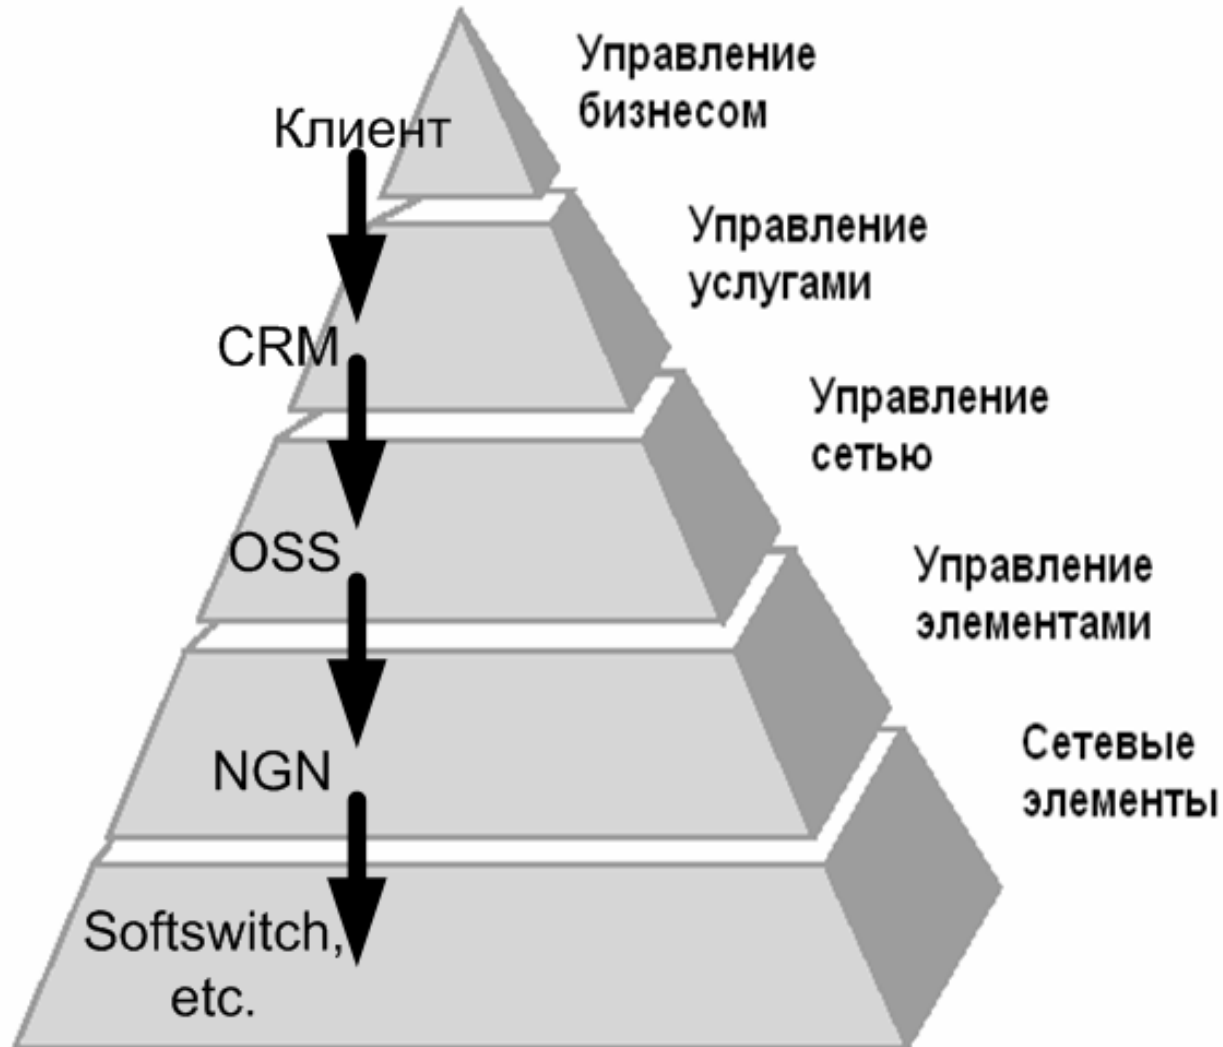 Управление
бизнесом
Клиент
Управление
услугами
CRM
Управление
сетью
OSS
Управление
элементами
NGN
Сетевые
элементы
Softswitch,
etc.